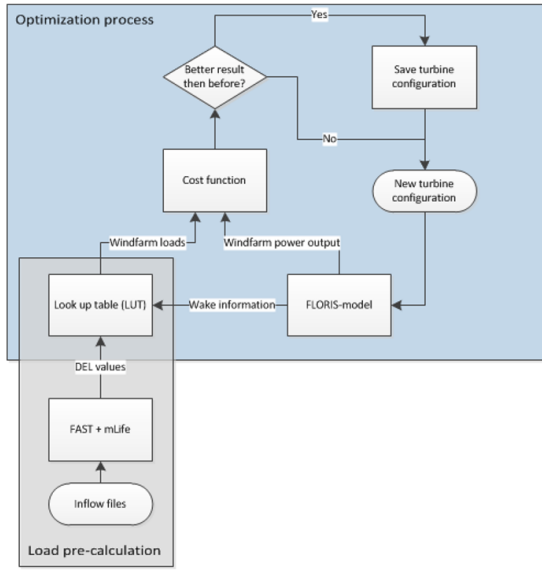 Optimization process
Yes
Better result
then before?
Save turbine
configuration
No
Cost function
New turbine
configuration
Windfarm loads
Windfarm power output
Look up table (LUT)
Wake information
FLORIS-model
DEL values
FAST + mLife
Inflow files
Load pre-calculation